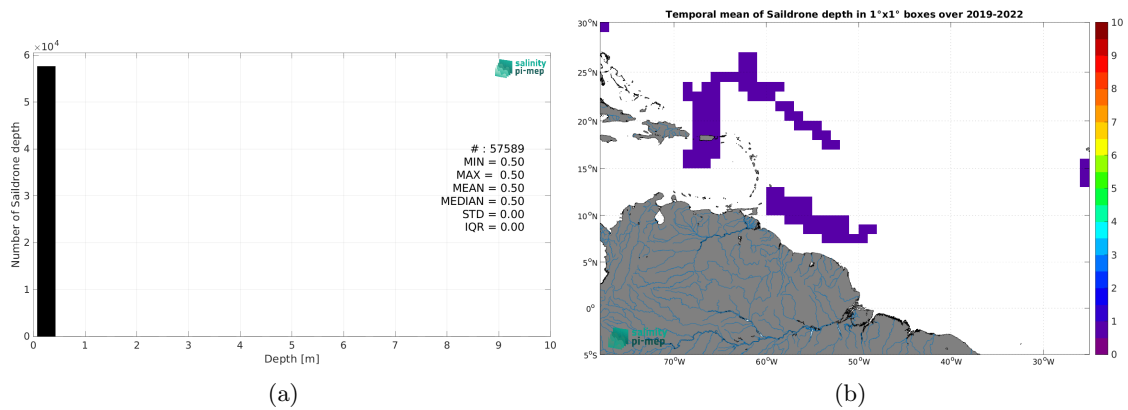 ×10⁴
6
5
4
3
2
1
0
Number of Saildrone depth
0 1 2 3 4 5 6 7 8 9 10
Depth [m]
salinity
pi-mep
# : 57589
MIN = 0.50
MAX = 0.50
MEAN = 0.50
MEDIAN = 0.50
STD = 0.00
IQR = 0.00
(a)
Temporal mean of Saildrone depth in 1°x1° boxes over 2019-2022
30°N
25°N
20°N
15°N
10°N
5°N
0°
5°S
70°W 60°W 50°W 40°W 30°W
salinity
pi-mep
10
9
8
7
6
5
4
3
2
1
0
(b)